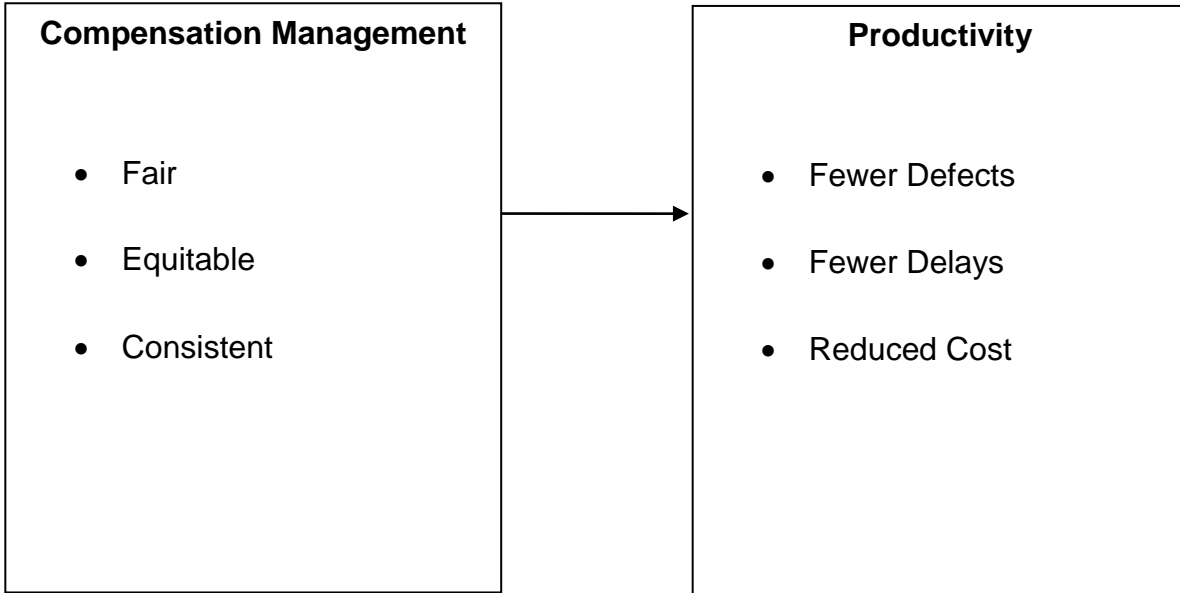 Compensation Management
• Fair
• Equitable
• Consistent
Productivity
• Fewer Defects
• Fewer Delays
• Reduced Cost